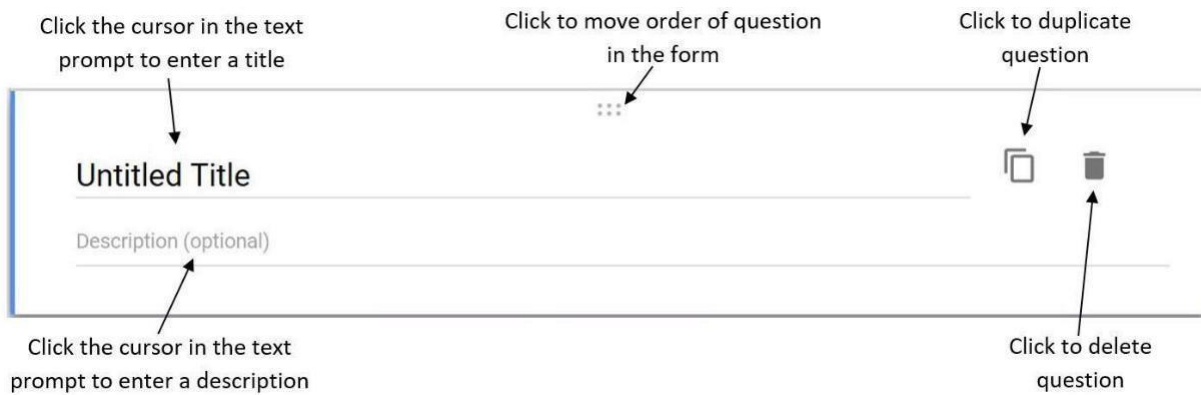 Click the cursor in the text
prompt to enter a title
Click to move order of question
in the form
Click to duplicate
question
Untitled Title
Description (optional)
Click the cursor in the text
prompt to enter a description
Click to delete
question